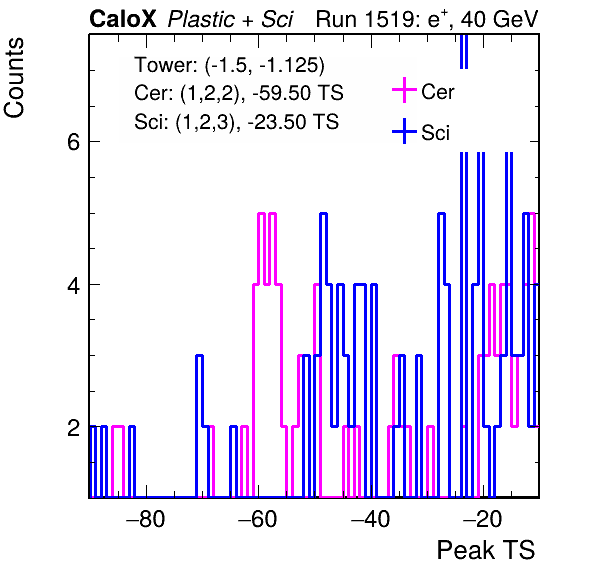 CaloX Plastic + Sci Run 1519: e+, 40 GeV
Counts
Tower: (-1.5, -1.125)
Cer: (1,2,2), -59.50 TS
Sci: (1,2,3), -23.50 TS
Cer
Sci
6
4
2
−80 −60 −40 −20
Peak TS